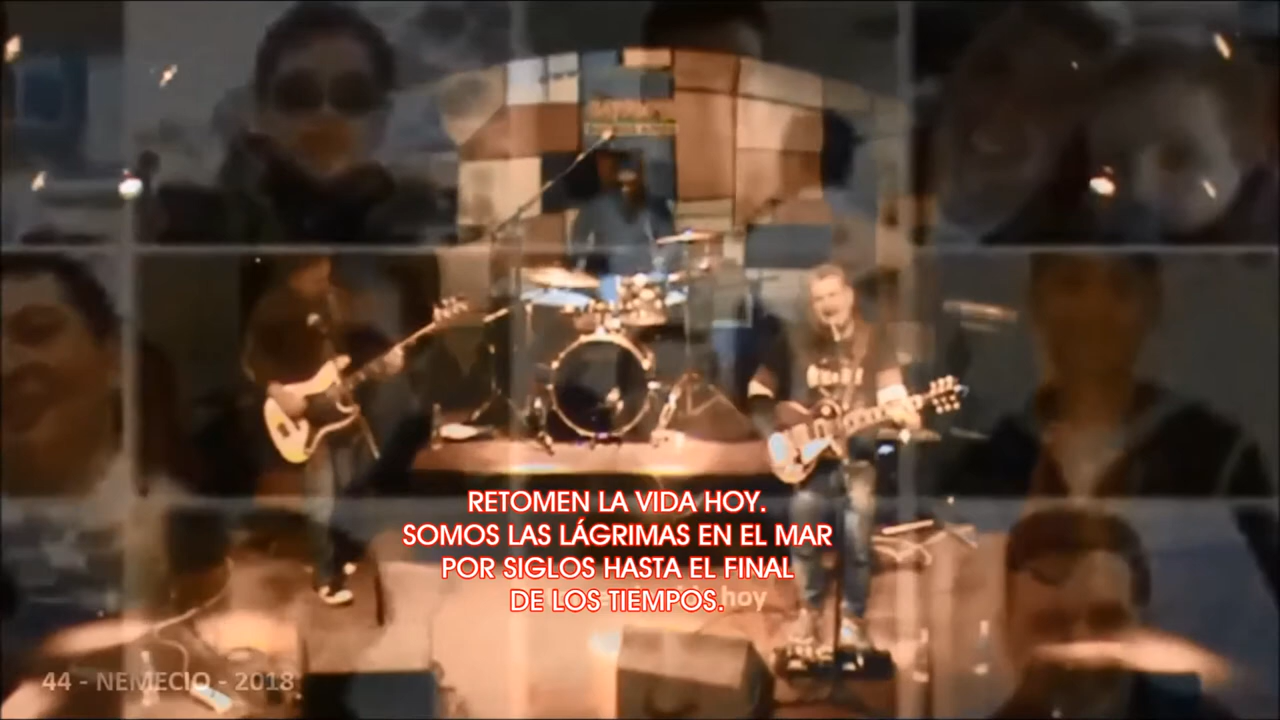 RETOMEN LA VIDA HOY.
SOMOS LAS LÁGRIMAS EN EL MAR
POR SIGLOS HASTA EL FINAL
DE LOS TIEMPOS.
hoy
44 - NEMECIO - 2018